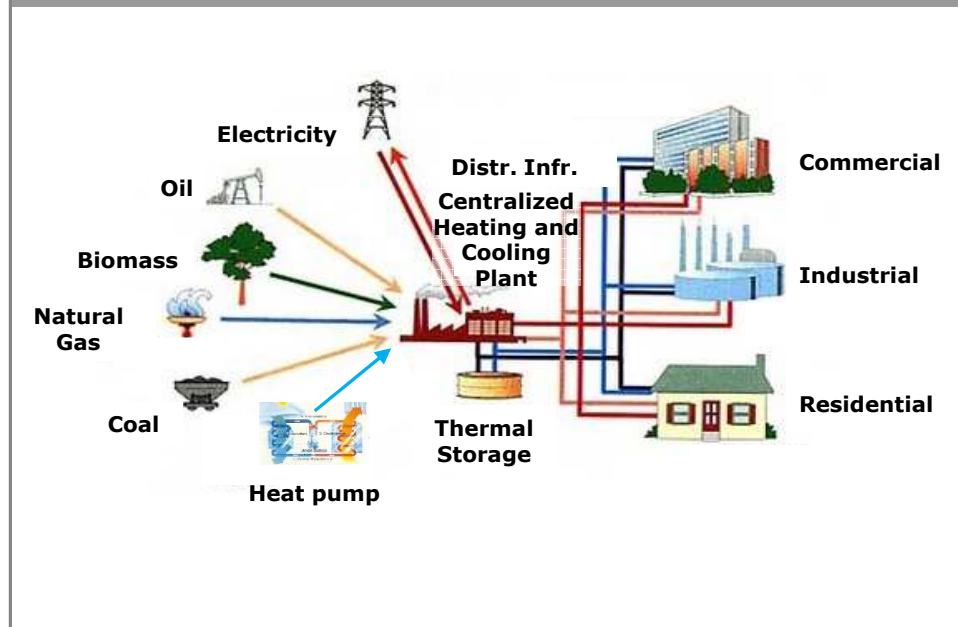 Electricity
Oil
Biomass
Natural
Gas
Coal
Heat pump
Distr. Infr.
Centralized
Heating and
Cooling
Plant
Thermal
Storage
Commercial
Industrial
Residential